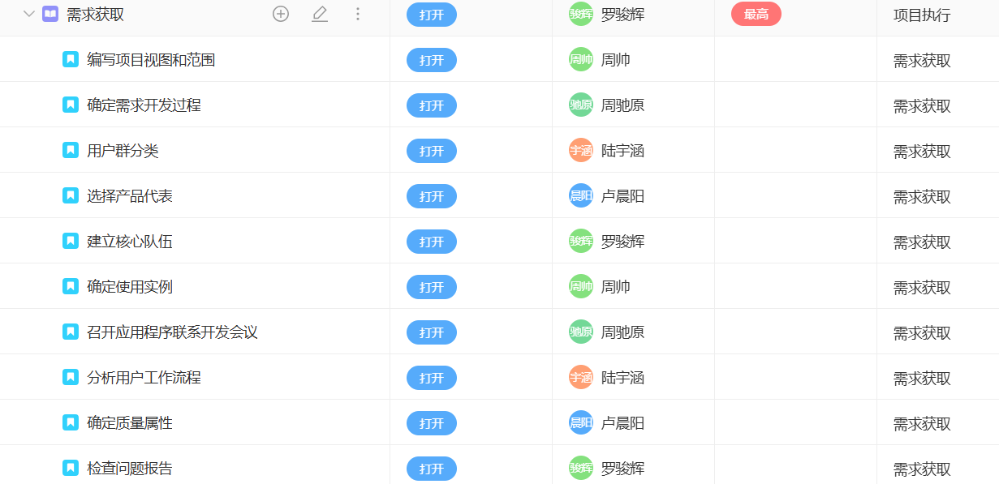 需求获取 打开 骏辉 罗骏辉 最高 项目执行
编写项目视图和范围 打开 周帅 周帅 需求获取
确定需求开发过程 打开 驰原 周驰原 需求获取
用户群分类 打开 宇涵 陆宇涵 需求获取
选择产品代表 打开 晨阳 卢晨阳 需求获取
建立核心队伍 打开 骏辉 罗骏辉 需求获取
确定使用实例 打开 周帅 周帅 需求获取
召开应用程序联系开发会议 打开 驰原 周驰原 需求获取
分析用户工作流程 打开 宇涵 陆宇涵 需求获取
确定质量属性 打开 晨阳 卢晨阳 需求获取
检查问题报告 打开 骏辉 罗骏辉 需求获取